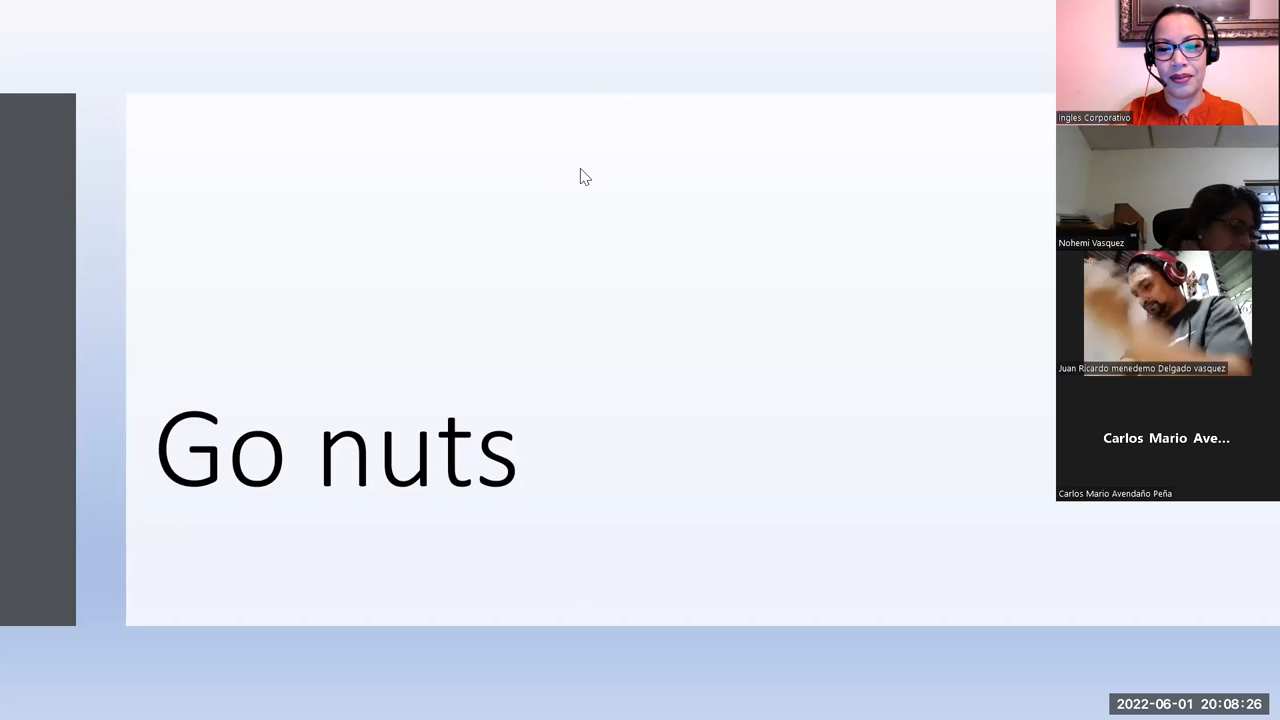 Go nuts
Ingles Corporativo
Nohemi Vasquez
Juan Ricardo menedemo Delgado vasquez
Carlos Mario Ave...
Carlos Mario Avendaño Peña
2022-06-01 20:08:26